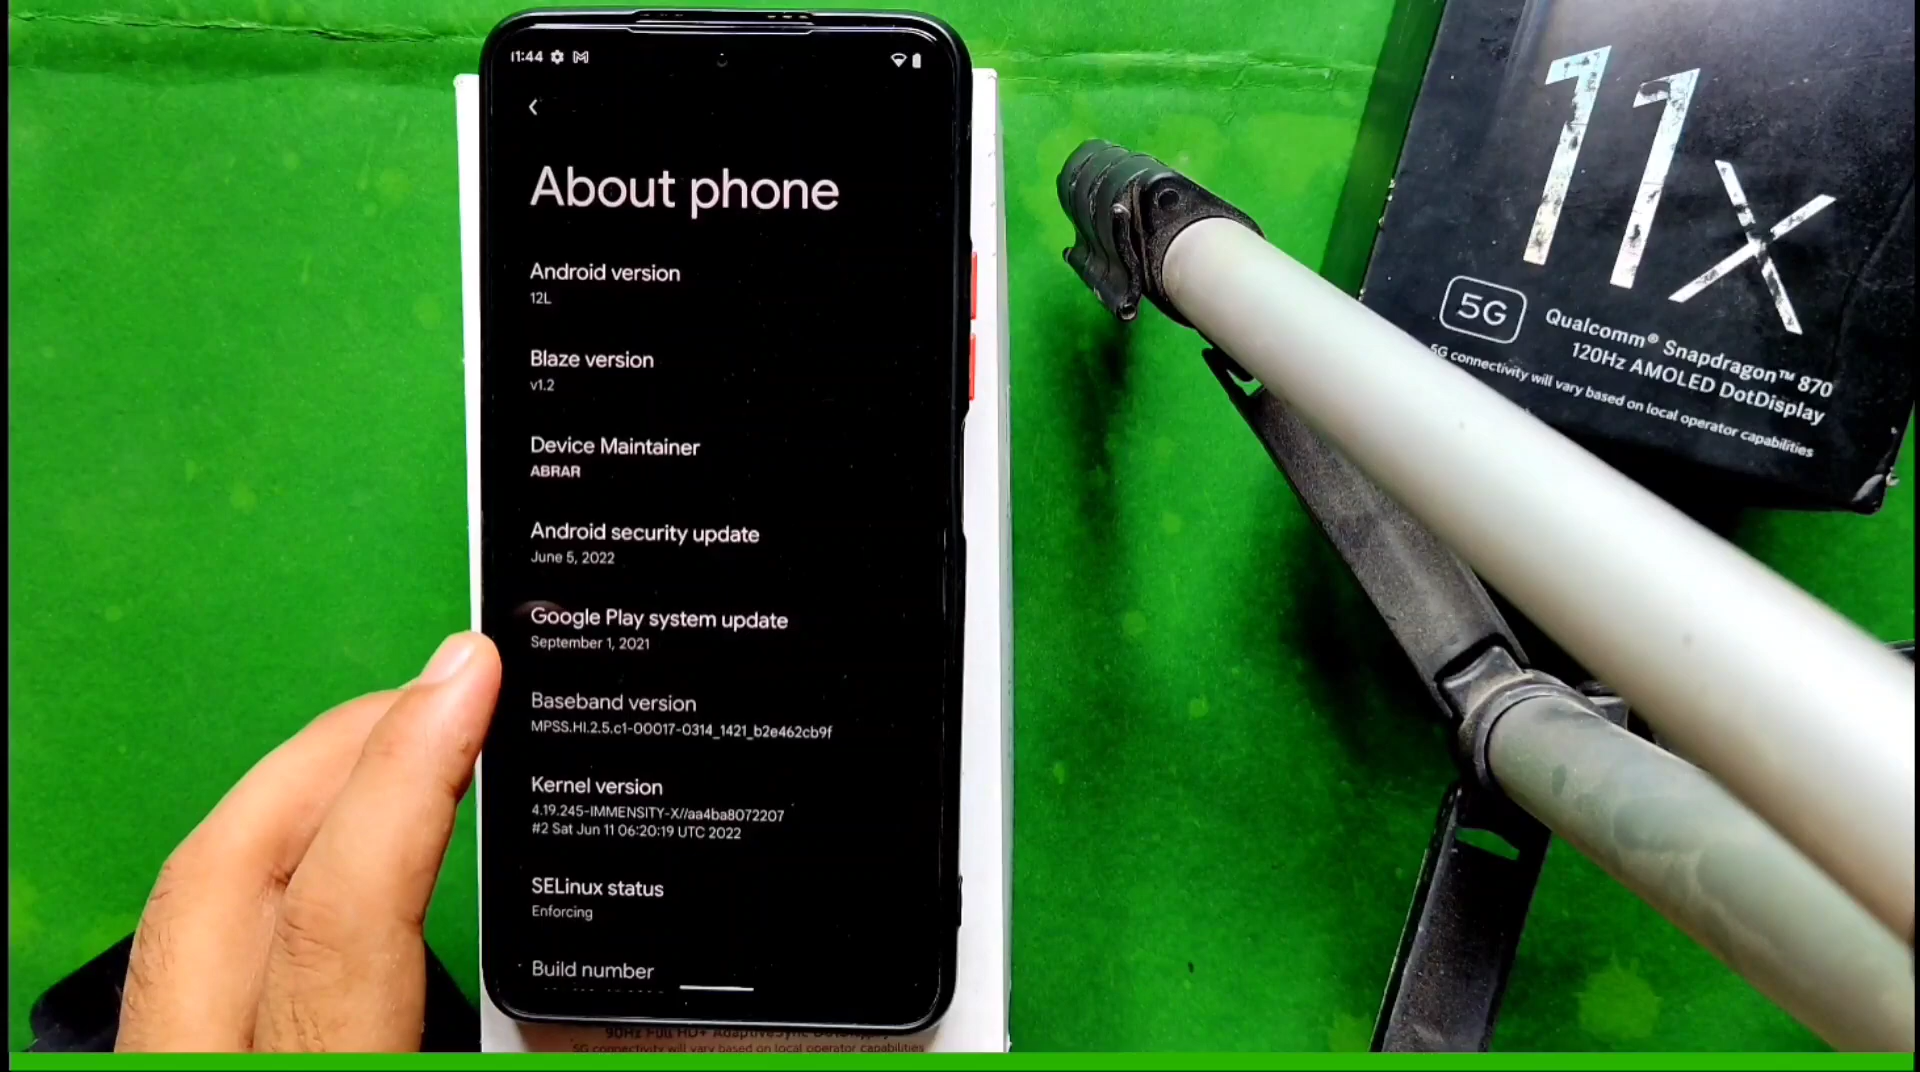 11:44
About phone
Android version
12L
Blaze version
v1.2
Device Maintainer
ABRAR
Android security update
June 5, 2022
Google Play system update
September 1, 2021
Baseband version
MPSS.HI.2.5.c1-00017-0314_1421_b2e462cb9f
Kernel version
4.19.245-IMMENSITY-X//aa4ba8072207
#2 Sat Jun 11 06:20:19 UTC 2022
SELinux status
Enforcing
Build number
90Hz Full HD+ AdaptiveSync
5G connectivity will vary based on local operator capabilities
11x
5G
Qualcomm® Snapdragon™ 870
120Hz AMOLED DotDisplay
5G connectivity will vary based on local operator capabilities